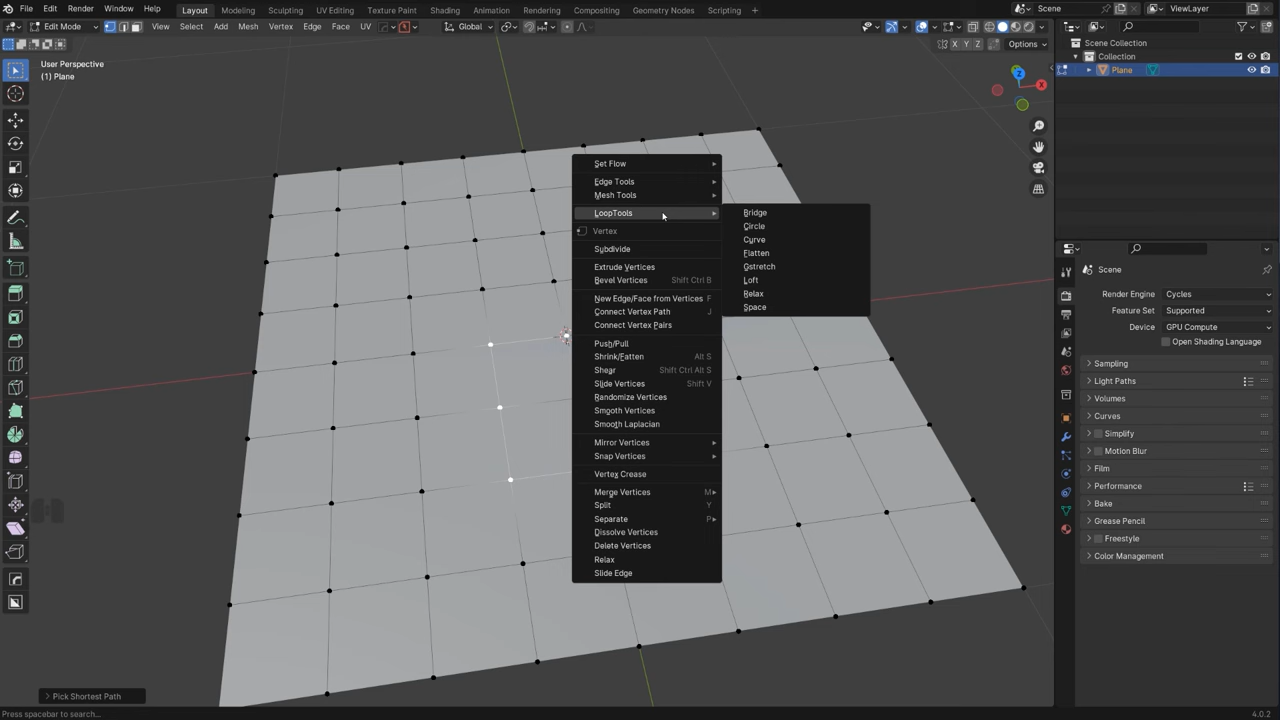 File Edit Render Window Help Layout Modeling Sculpting UV Editing Texture Paint Shading Animation Rendering Compositing Geometry Nodes Scripting + Scene ViewLayer
Edit Mode View Select Add Mesh Vertex Edge Face UV Global
X Y Z Options
User Perspective
(1) Plane
Z
X
Set Flow
Edge Tools
Mesh Tools
LoopTools
Vertex
Subdivide
Extrude Vertices
Bevel Vertices Shift Ctrl B
New Edge/Face from Vertices F
Connect Vertex Path J
Connect Vertex Pairs
Push/Pull
Shrink/Fatten Alt S
Shear Shift Ctrl Alt S
Slide Vertices Shift V
Randomize Vertices
Smooth Vertices
Smooth Laplacian
Mirror Vertices
Snap Vertices
Vertex Crease
Merge Vertices M
Split Y
Separate P
Dissolve Vertices
Delete Vertices
Relax
Slide Edge
Bridge
Circle
Curve
Flatten
Gstretch
Loft
Relax
Space
Scene Collection
Collection
Plane
Scene
Render Engine Cycles
Feature Set Supported
Device GPU Compute
Open Shading Language
Sampling
Light Paths
Volumes
Curves
Simplify
Motion Blur
Film
Performance
Bake
Grease Pencil
Freestyle
Color Management
Pick Shortest Path
Press spacebar to search... 4.0.2